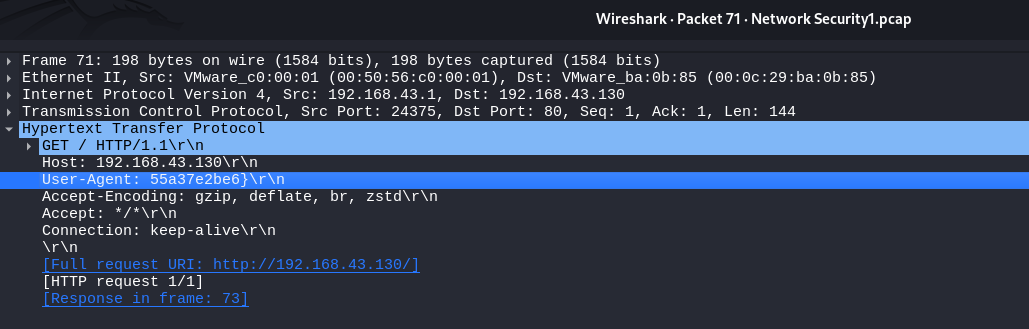 Wireshark · Packet 71 · Network Security1.pcap
Frame 71: 198 bytes on wire (1584 bits), 198 bytes captured (1584 bits)
Ethernet II, Src: VMware_c0:00:01 (00:50:56:c0:00:01), Dst: VMware_ba:0b:85 (00:0c:29:ba:0b:85)
Internet Protocol Version 4, Src: 192.168.43.1, Dst: 192.168.43.130
Transmission Control Protocol, Src Port: 24375, Dst Port: 80, Seq: 1, Ack: 1, Len: 144
Hypertext Transfer Protocol
GET / HTTP/1.1\r\n
Host: 192.168.43.130\r\n
User-Agent: 55a37e2be6}\r\n
Accept-Encoding: gzip, deflate, br, zstd\r\n
Accept: */*\r\n
Connection: keep-alive\r\n
\r\n
[Full request URI: http://192.168.43.130/]
[HTTP request 1/1]
[Response in frame: 73]